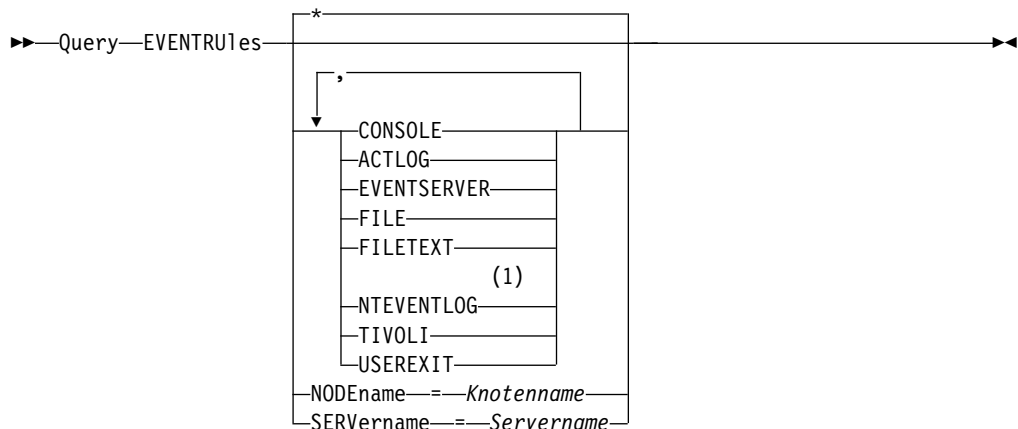 *
Query EVENTRUles
,
CONSOLE
ACTLOG
EVENTSERVER
FILE
FILETEXT
(1)
NTEVENTLOG
TIVOLI
USEREXIT
NODEname = Knotenname
SERVername = Servername